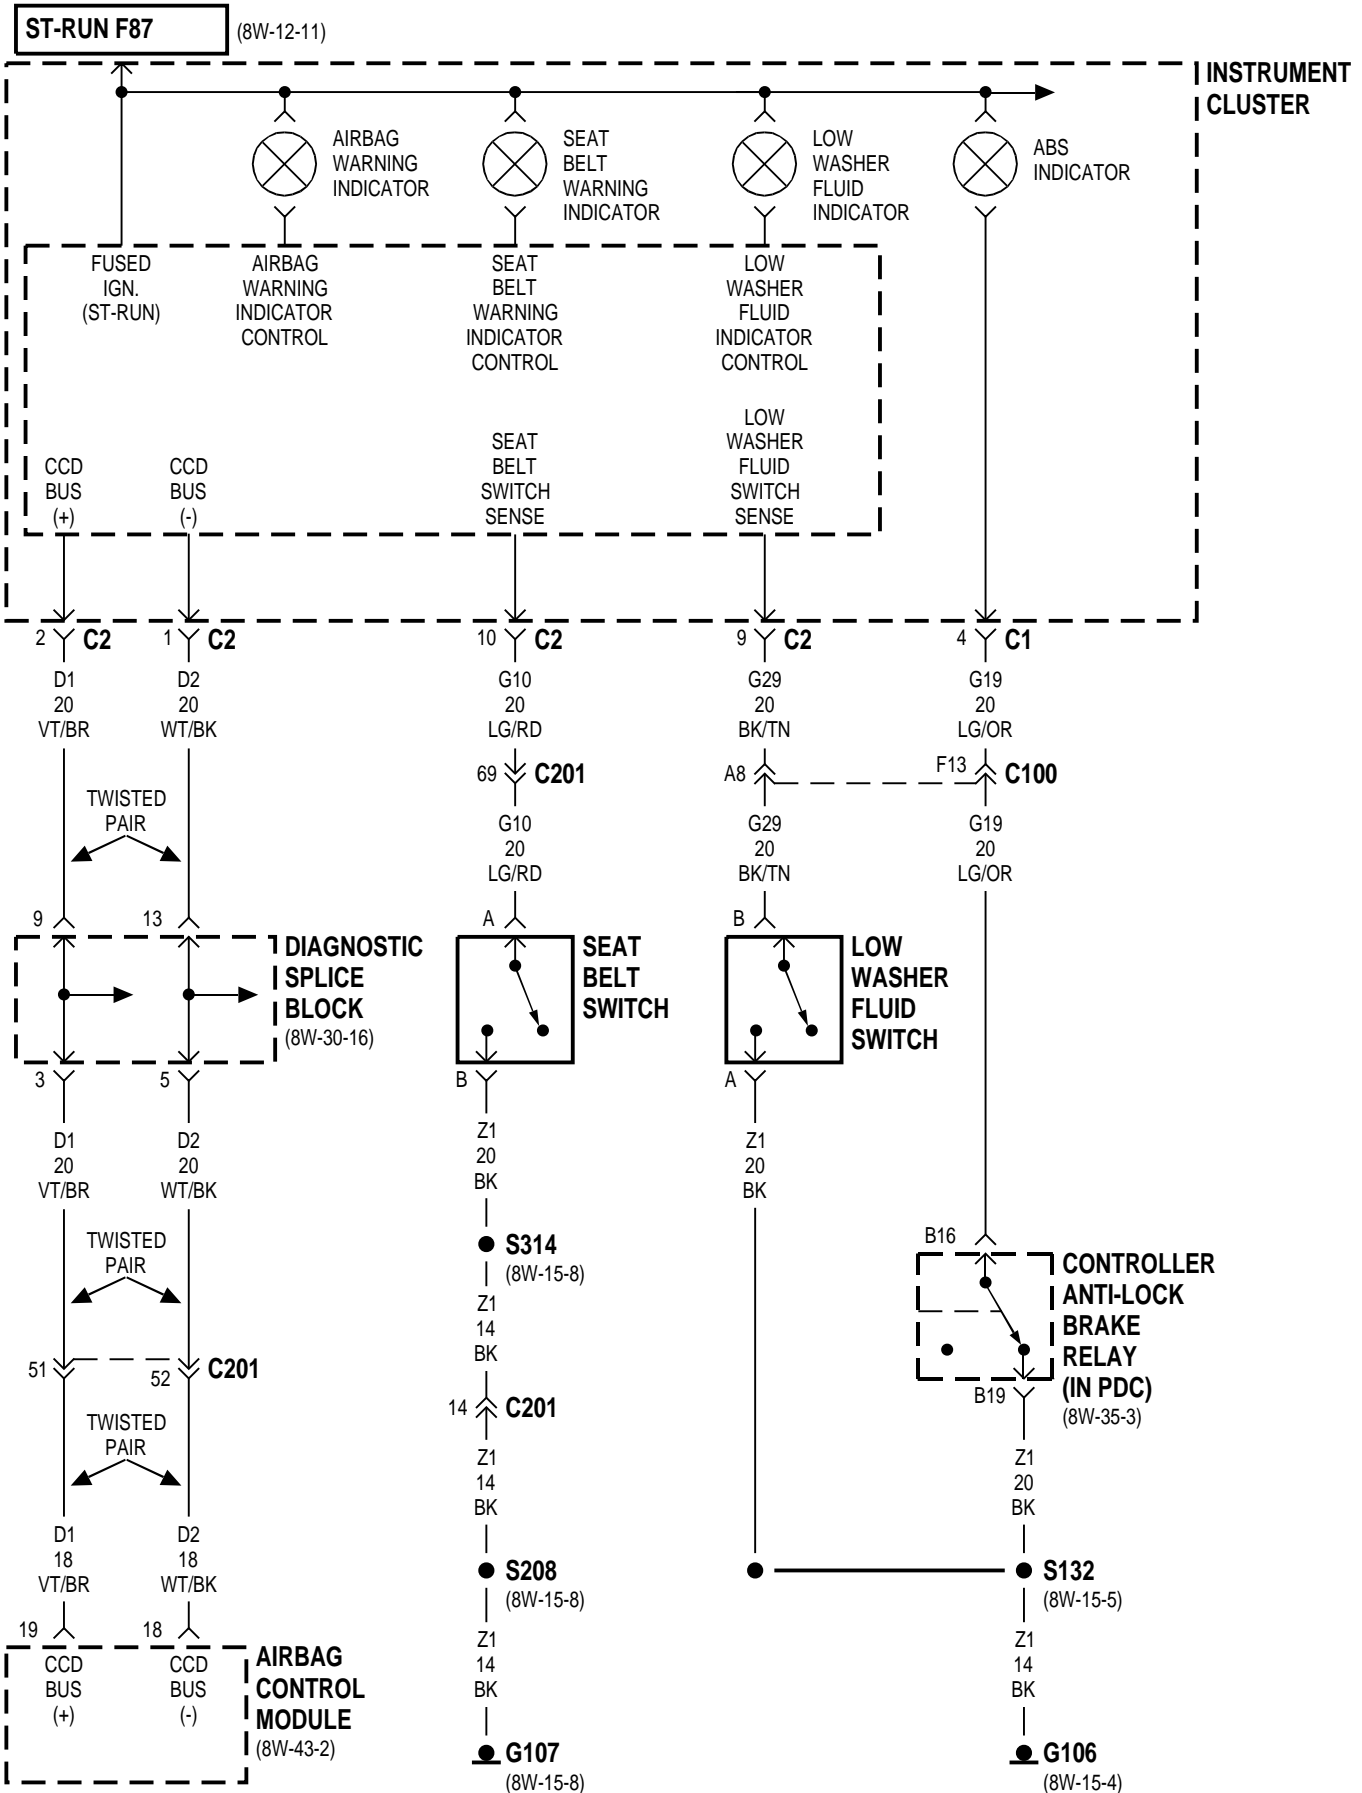 ST-RUN F87
(8W-12-11)
INSTRUMENT
CLUSTER
AIRBAG
WARNING
INDICATOR
SEAT
BELT
WARNING
INDICATOR
LOW
WASHER
FLUID
INDICATOR
ABS
INDICATOR
FUSED
IGN.
(ST-RUN)
AIRBAG
WARNING
INDICATOR
CONTROL
SEAT
BELT
WARNING
INDICATOR
CONTROL
LOW
WASHER
FLUID
INDICATOR
CONTROL
CCD
BUS
(+)
CCD
BUS
(-)
SEAT
BELT
SWITCH
SENSE
LOW
WASHER
FLUID
SWITCH
SENSE
2 C2
1 C2
10 C2
9 C2
4 C1
D1
20
VT/BR
D2
20
WT/BK
G10
20
LG/RD
G29
20
BK/TN
G19
20
LG/OR
69 C201
A8
F13 C100
TWISTED
PAIR
G10
20
LG/RD
G29
20
BK/TN
G19
20
LG/OR
9
13
A
B
DIAGNOSTIC
SPLICE
BLOCK
(8W-30-16)
SEAT
BELT
SWITCH
LOW
WASHER
FLUID
SWITCH
3
5
B
A
D1
20
VT/BR
D2
20
WT/BK
Z1
20
BK
Z1
20
BK
TWISTED
PAIR
S314
(8W-15-8)
B16
CONTROLLER
ANTI-LOCK
BRAKE
RELAY
(IN PDC)
(8W-35-3)
Z1
14
BK
51
52 C201
14 C201
B19
TWISTED
PAIR
Z1
14
BK
Z1
20
BK
D1
18
VT/BR
D2
18
WT/BK
S208
(8W-15-8)
S132
(8W-15-5)
19
18
CCD
BUS
(+)
CCD
BUS
(-)
AIRBAG
CONTROL
MODULE
(8W-43-2)
Z1
14
BK
Z1
14
BK
G107
(8W-15-8)
G106
(8W-15-4)